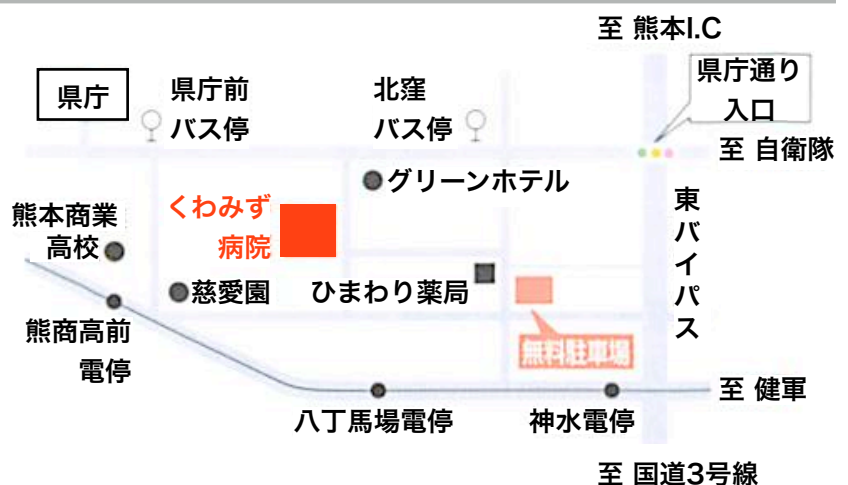 至 熊本I.C
県庁通り
入口
県庁
県庁前
バス停
北窪
バス停
至 自衛隊
グリーンホテル
くわみず
病院
熊本商業
高校
東バイパス
慈愛園
ひまわり薬局
無料駐車場
熊商高前
電停
至 健軍
八丁馬場電停
神水電停
至 国道3号線